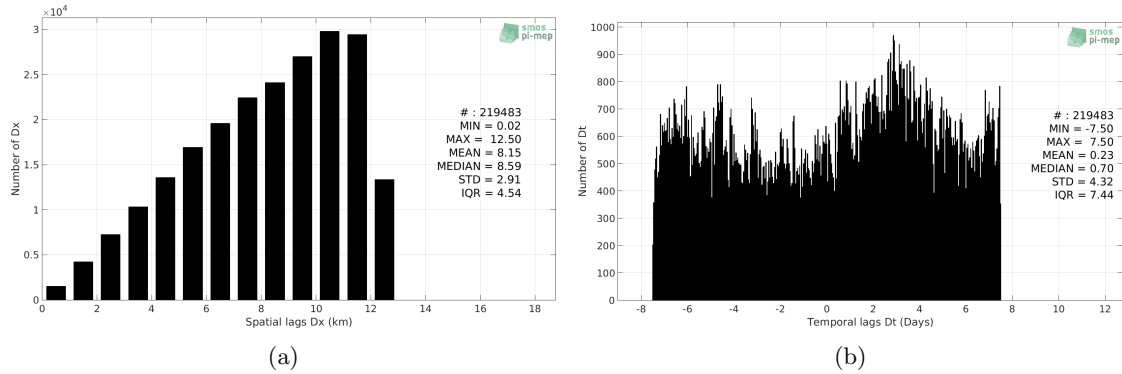 ×10⁴
3
2.5
2
1.5
1
0.5
0
Number of Dx
0 2 4 6 8 10 12 14 16 18
Spatial lags Dx (km)
smos
pi-mep
# : 219483
MIN = 0.02
MAX = 12.50
MEAN = 8.15
MEDIAN = 8.59
STD = 2.91
IQR = 4.54
(a)
1000
900
800
700
600
500
400
300
200
100
0
Number of Dt
-8 -6 -4 -2 0 2 4 6 8 10 12
Temporal lags Dt (Days)
smos
pi-mep
# : 219483
MIN = -7.50
MAX = 7.50
MEAN = 0.23
MEDIAN = 0.70
STD = 4.32
IQR = 7.44
(b)